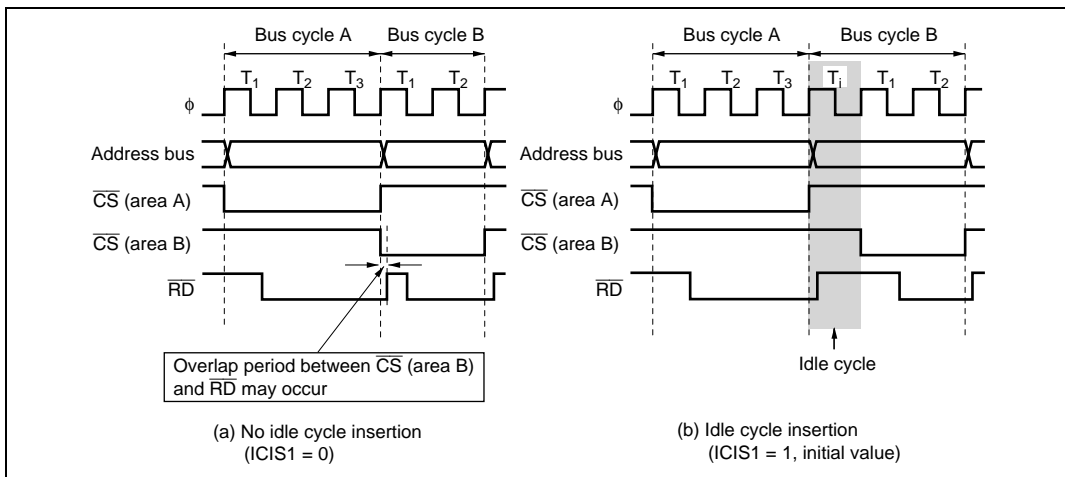 Bus cycle A Bus cycle B
T1 T2 T3 T1 T2
ϕ
Address bus
CS (area A)
CS (area B)
RD
Overlap period between CS (area B)
and RD may occur
(a) No idle cycle insertion
(ICIS1 = 0)
Bus cycle A Bus cycle B
T1 T2 T3 Ti T1 T2
ϕ
Address bus
CS (area A)
CS (area B)
RD
Idle cycle
(b) Idle cycle insertion
(ICIS1 = 1, initial value)